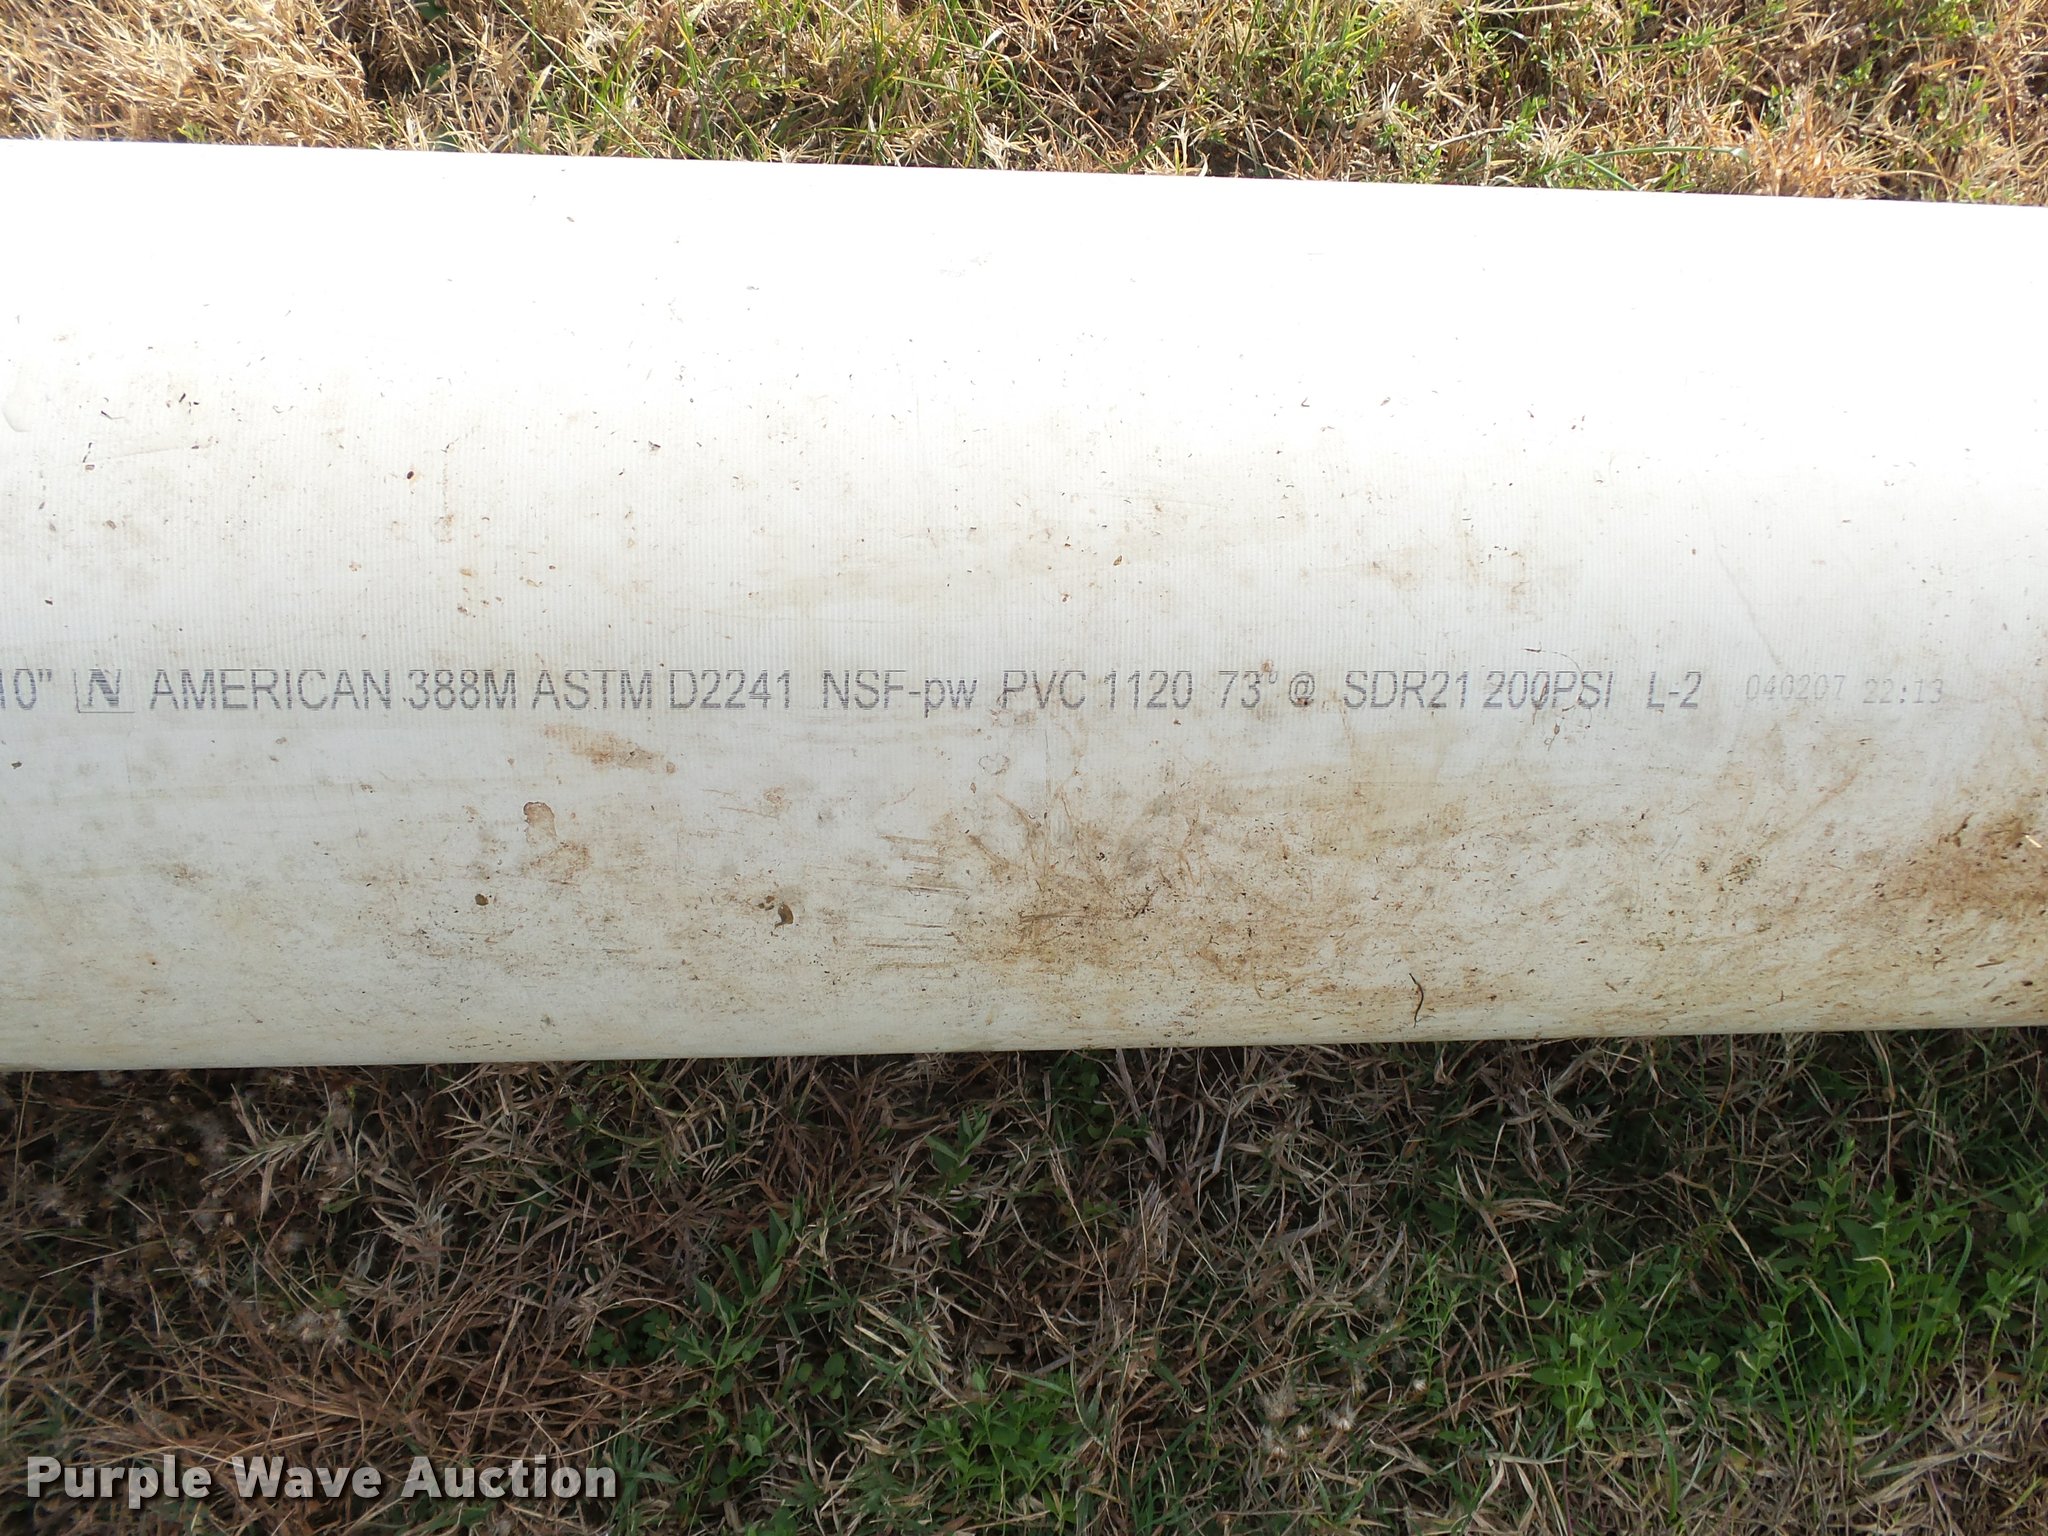 10" N AMERICAN 388M ASTM D2241 NSF-pw PVC 1120 73° @ SDR21 200PSI L-2 040207 22:13
Purple Wave Auction